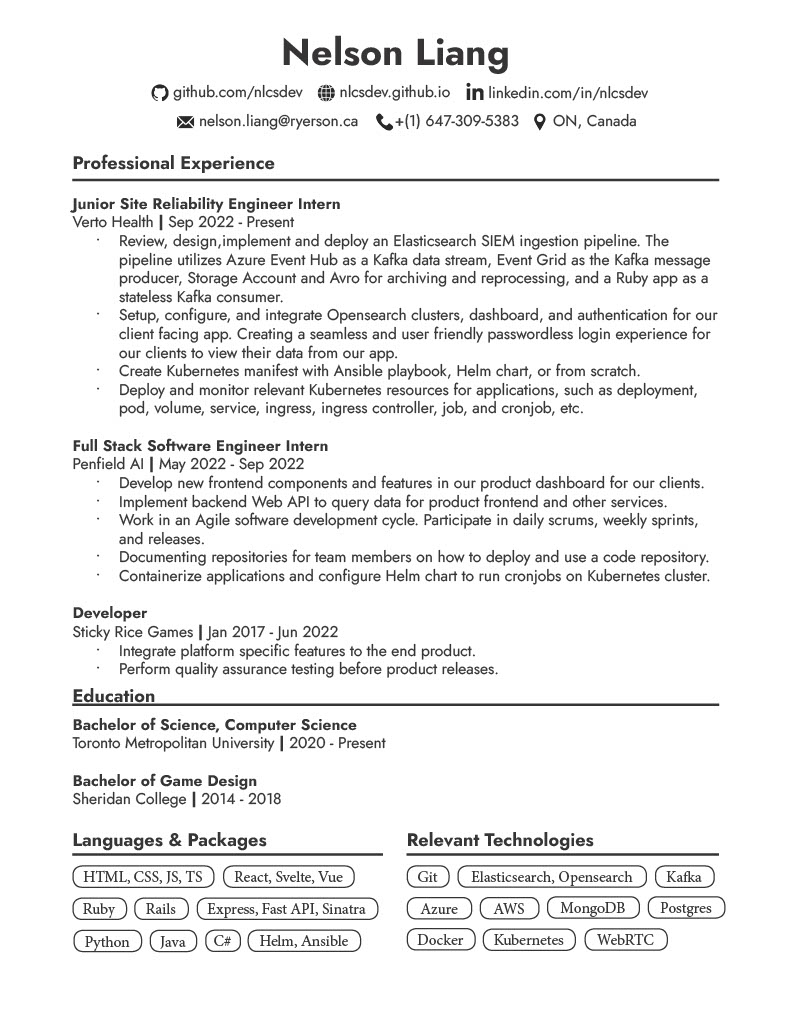 Nelson Liang
github.com/nlcsdev nlcsdev.github.io linkedin.com/in/nlcsdev
nelson.liang@ryerson.ca +(1) 647-309-5383 ON, Canada
Professional Experience
Junior Site Reliability Engineer Intern
Verto Health | Sep 2022 - Present
· Review, design,implement and deploy an Elasticsearch SIEM ingestion pipeline. The
pipeline utilizes Azure Event Hub as a Kafka data stream, Event Grid as the Kafka message
producer, Storage Account and Avro for archiving and reprocessing, and a Ruby app as a
stateless Kafka consumer.
· Setup, configure, and integrate Opensearch clusters, dashboard, and authentication for our
client facing app. Creating a seamless and user friendly passwordless login experience for
our clients to view their data from our app.
· Create Kubernetes manifest with Ansible playbook, Helm chart, or from scratch.
· Deploy and monitor relevant Kubernetes resources for applications, such as deployment,
pod, volume, service, ingress, ingress controller, job, and cronjob, etc.
Full Stack Software Engineer Intern
Penfield AI | May 2022 - Sep 2022
· Develop new frontend components and features in our product dashboard for our clients.
· Implement backend Web API to query data for product frontend and other services.
· Work in an Agile software development cycle. Participate in daily scrums, weekly sprints,
and releases.
· Documenting repositories for team members on how to deploy and use a code repository.
· Containerize applications and configure Helm chart to run cronjobs on Kubernetes cluster.
Developer
Sticky Rice Games | Jan 2017 - Jun 2022
· Integrate platform specific features to the end product.
· Perform quality assurance testing before product releases.
Education
Bachelor of Science, Computer Science
Toronto Metropolitan University | 2020 - Present
Bachelor of Game Design
Sheridan College | 2014 - 2018
Languages & Packages
HTML, CSS, JS, TS React, Svelte, Vue
Ruby Rails Express, Fast API, Sinatra
Python Java C# Helm, Ansible
Relevant Technologies
Git Elasticsearch, Opensearch Kafka
Azure AWS MongoDB Postgres
Docker Kubernetes WebRTC